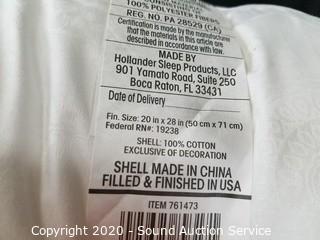 100% POLYESTER FIBERS
REG. NO. PA 28529 (CA)
Certification is made by the manufacturer
that the materials in this article are
described in accordance with law.
MADE BY
Hollander Sleep Products, LLC
901 Yamato Road, Suite 250
Boca Raton, FL 33431
Date of Delivery
Fin. Size: 20 in x 28 in (50 cm x 71 cm)
Federal RN#: 19238
SHELL: 100% COTTON
EXCLUSIVE OF DECORATION
SHELL MADE IN CHINA
FILLED & FINISHED IN USA
ITEM 761473
Copyright 2020 - Sound Auction Service